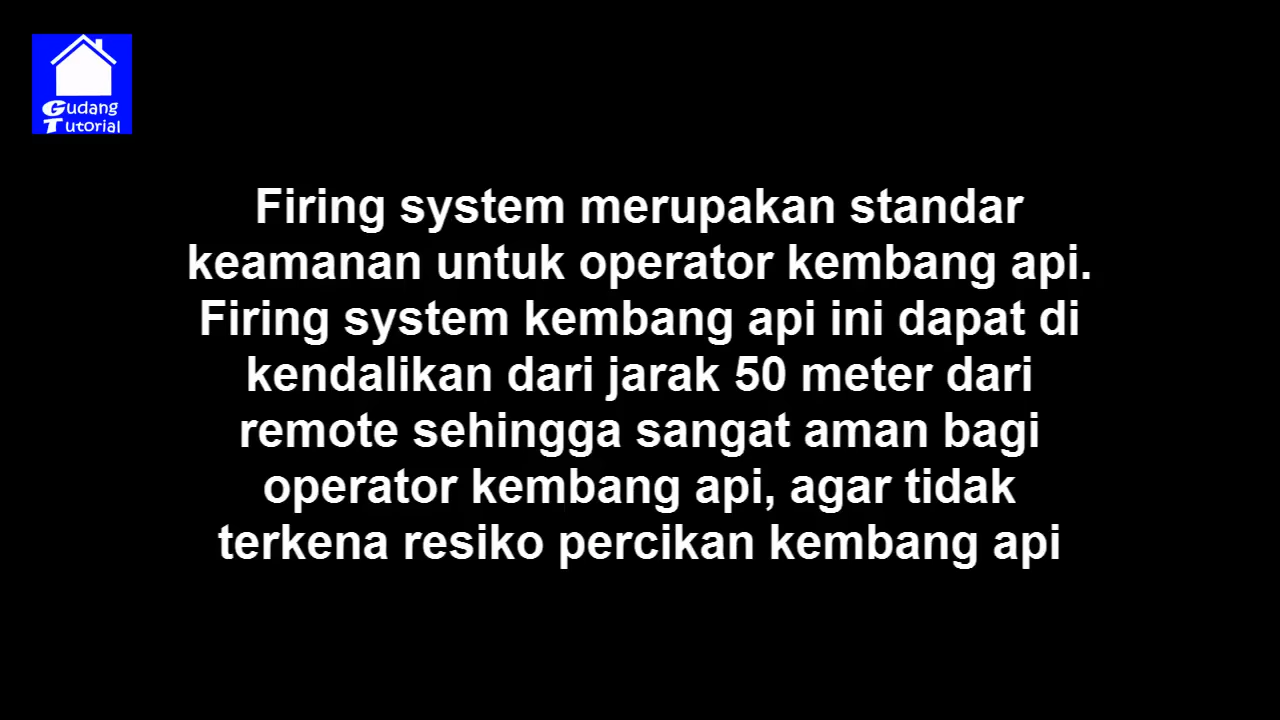 Gudang
Tutorial
Firing system merupakan standar
keamanan untuk operator kembang api.
Firing system kembang api ini dapat di
kendalikan dari jarak 50 meter dari
remote sehingga sangat aman bagi
operator kembang api, agar tidak
terkena resiko percikan kembang api